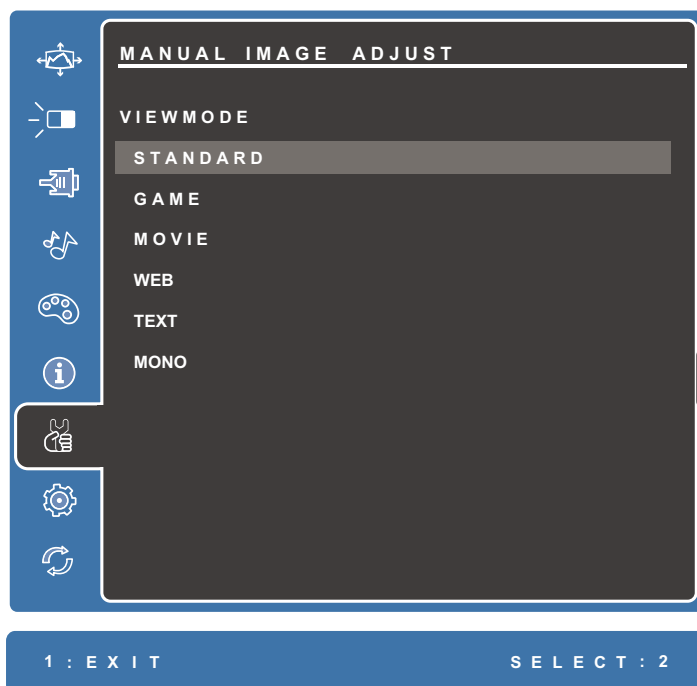 MANUAL IMAGE ADJUST
VIEWMODE
STANDARD
GAME
MOVIE
WEB
TEXT
MONO
1:EXIT SELECT:2